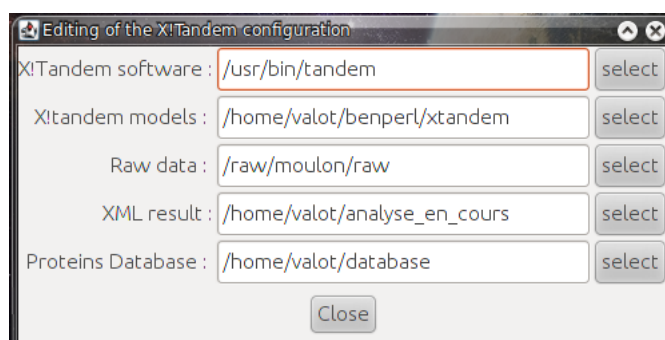 Editing of the X!Tandem configuration
X!Tandem software : /usr/bin/tandem select
X!tandem models : /home/valot/benperl/xtandem select
Raw data : /raw/moulon/raw select
XML result : /home/valot/analyse_en_cours select
Proteins Database : /home/valot/database select
Close